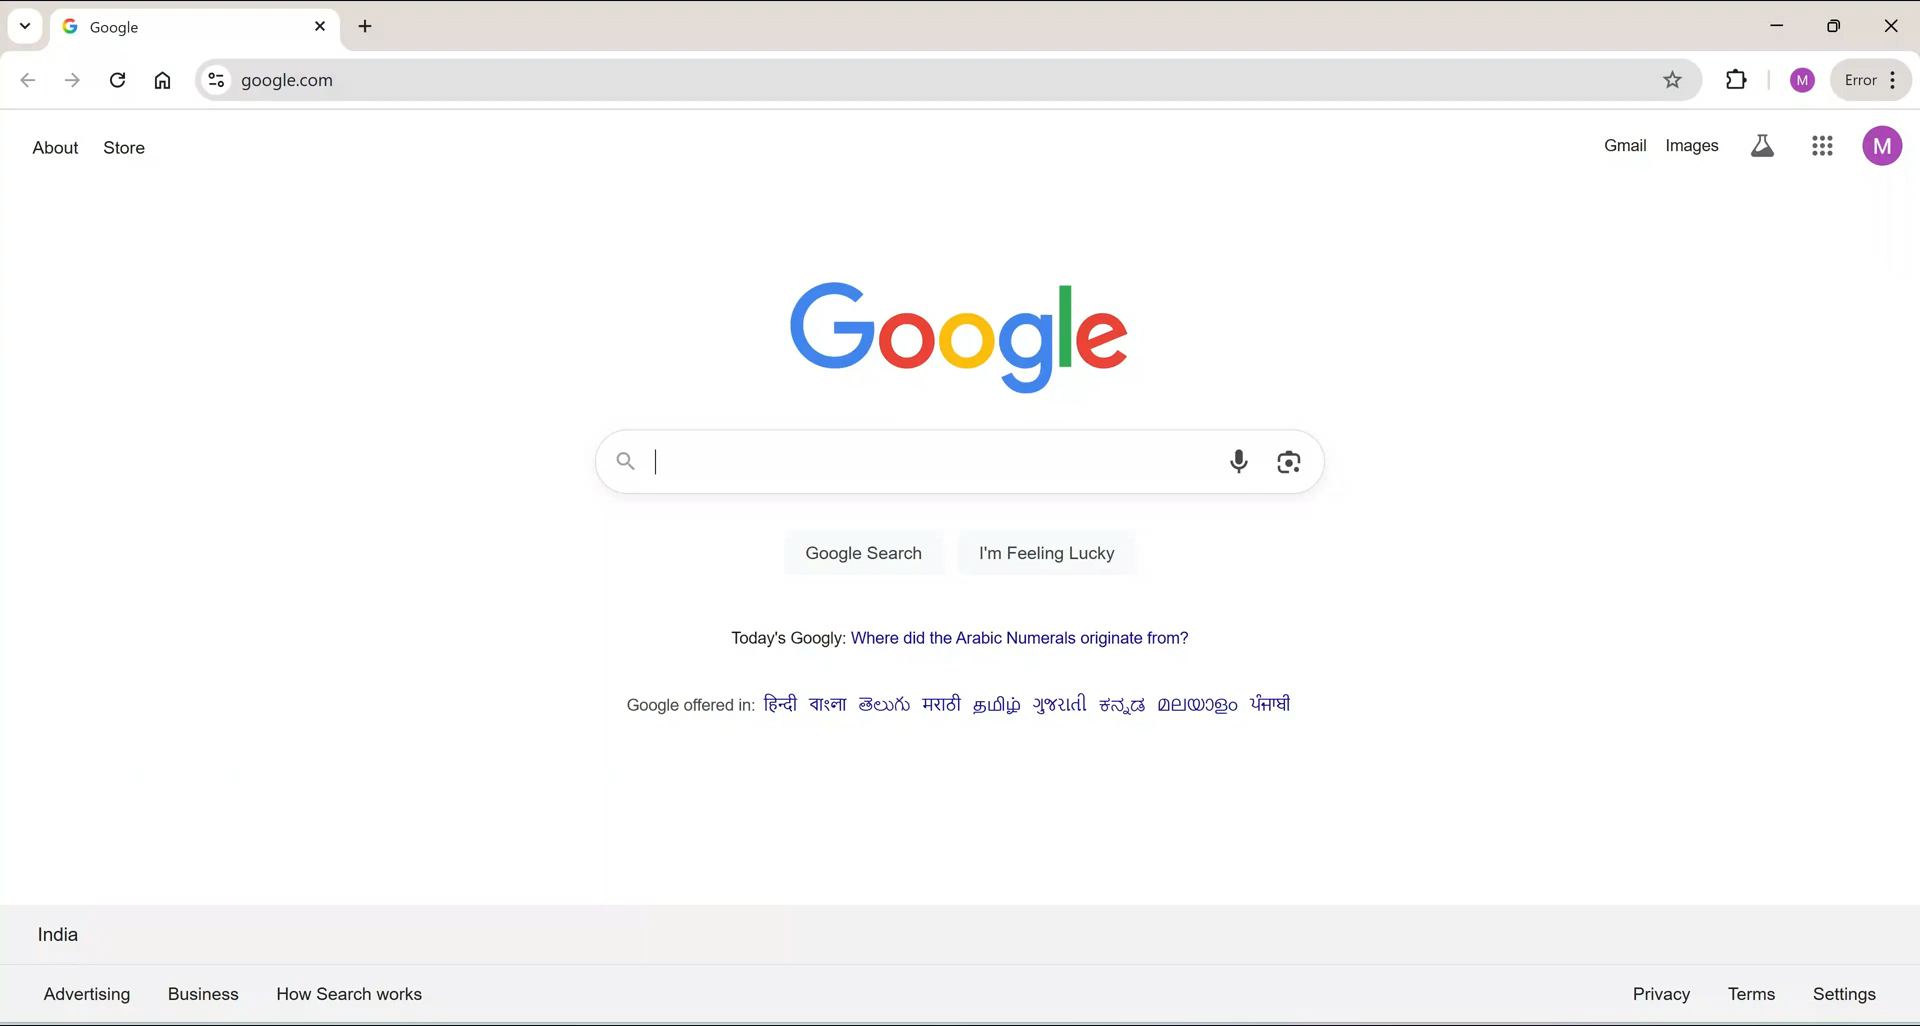 Google
google.com
M
Error
About Store
Gmail Images
M
Google
Google Search
I'm Feeling Lucky
Today's Googly: Where did the Arabic Numerals originate from?
Google offered in: हिन्दी বাংলা తెలుగు मराठी தமிழ் ગુજરાતી ಕನ್ನಡ മലയാളം ਪੰਜਾਬੀ
India
Advertising Business How Search works
Privacy Terms Settings